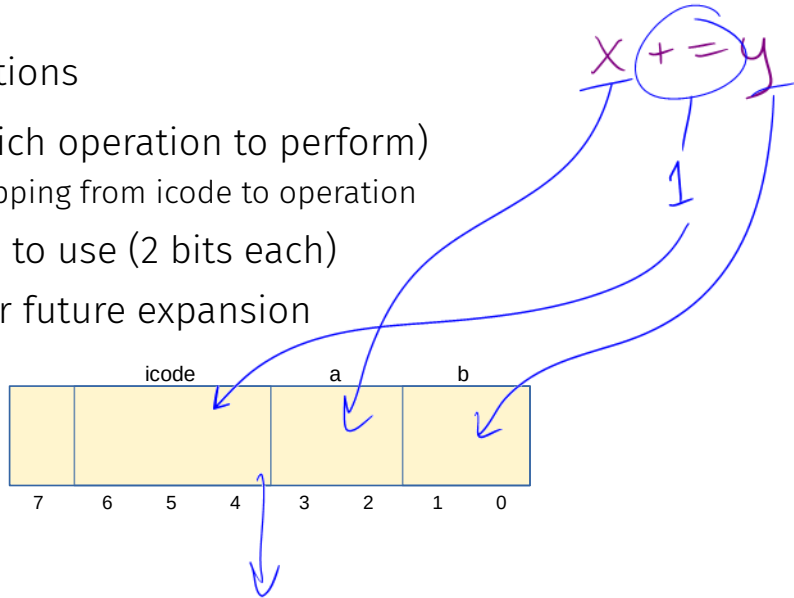 x += y
tions
ich operation to perform)
pping from icode to operation
1
to use (2 bits each)
r future expansion
icode a b
7 6 5 4 3 2 1 0